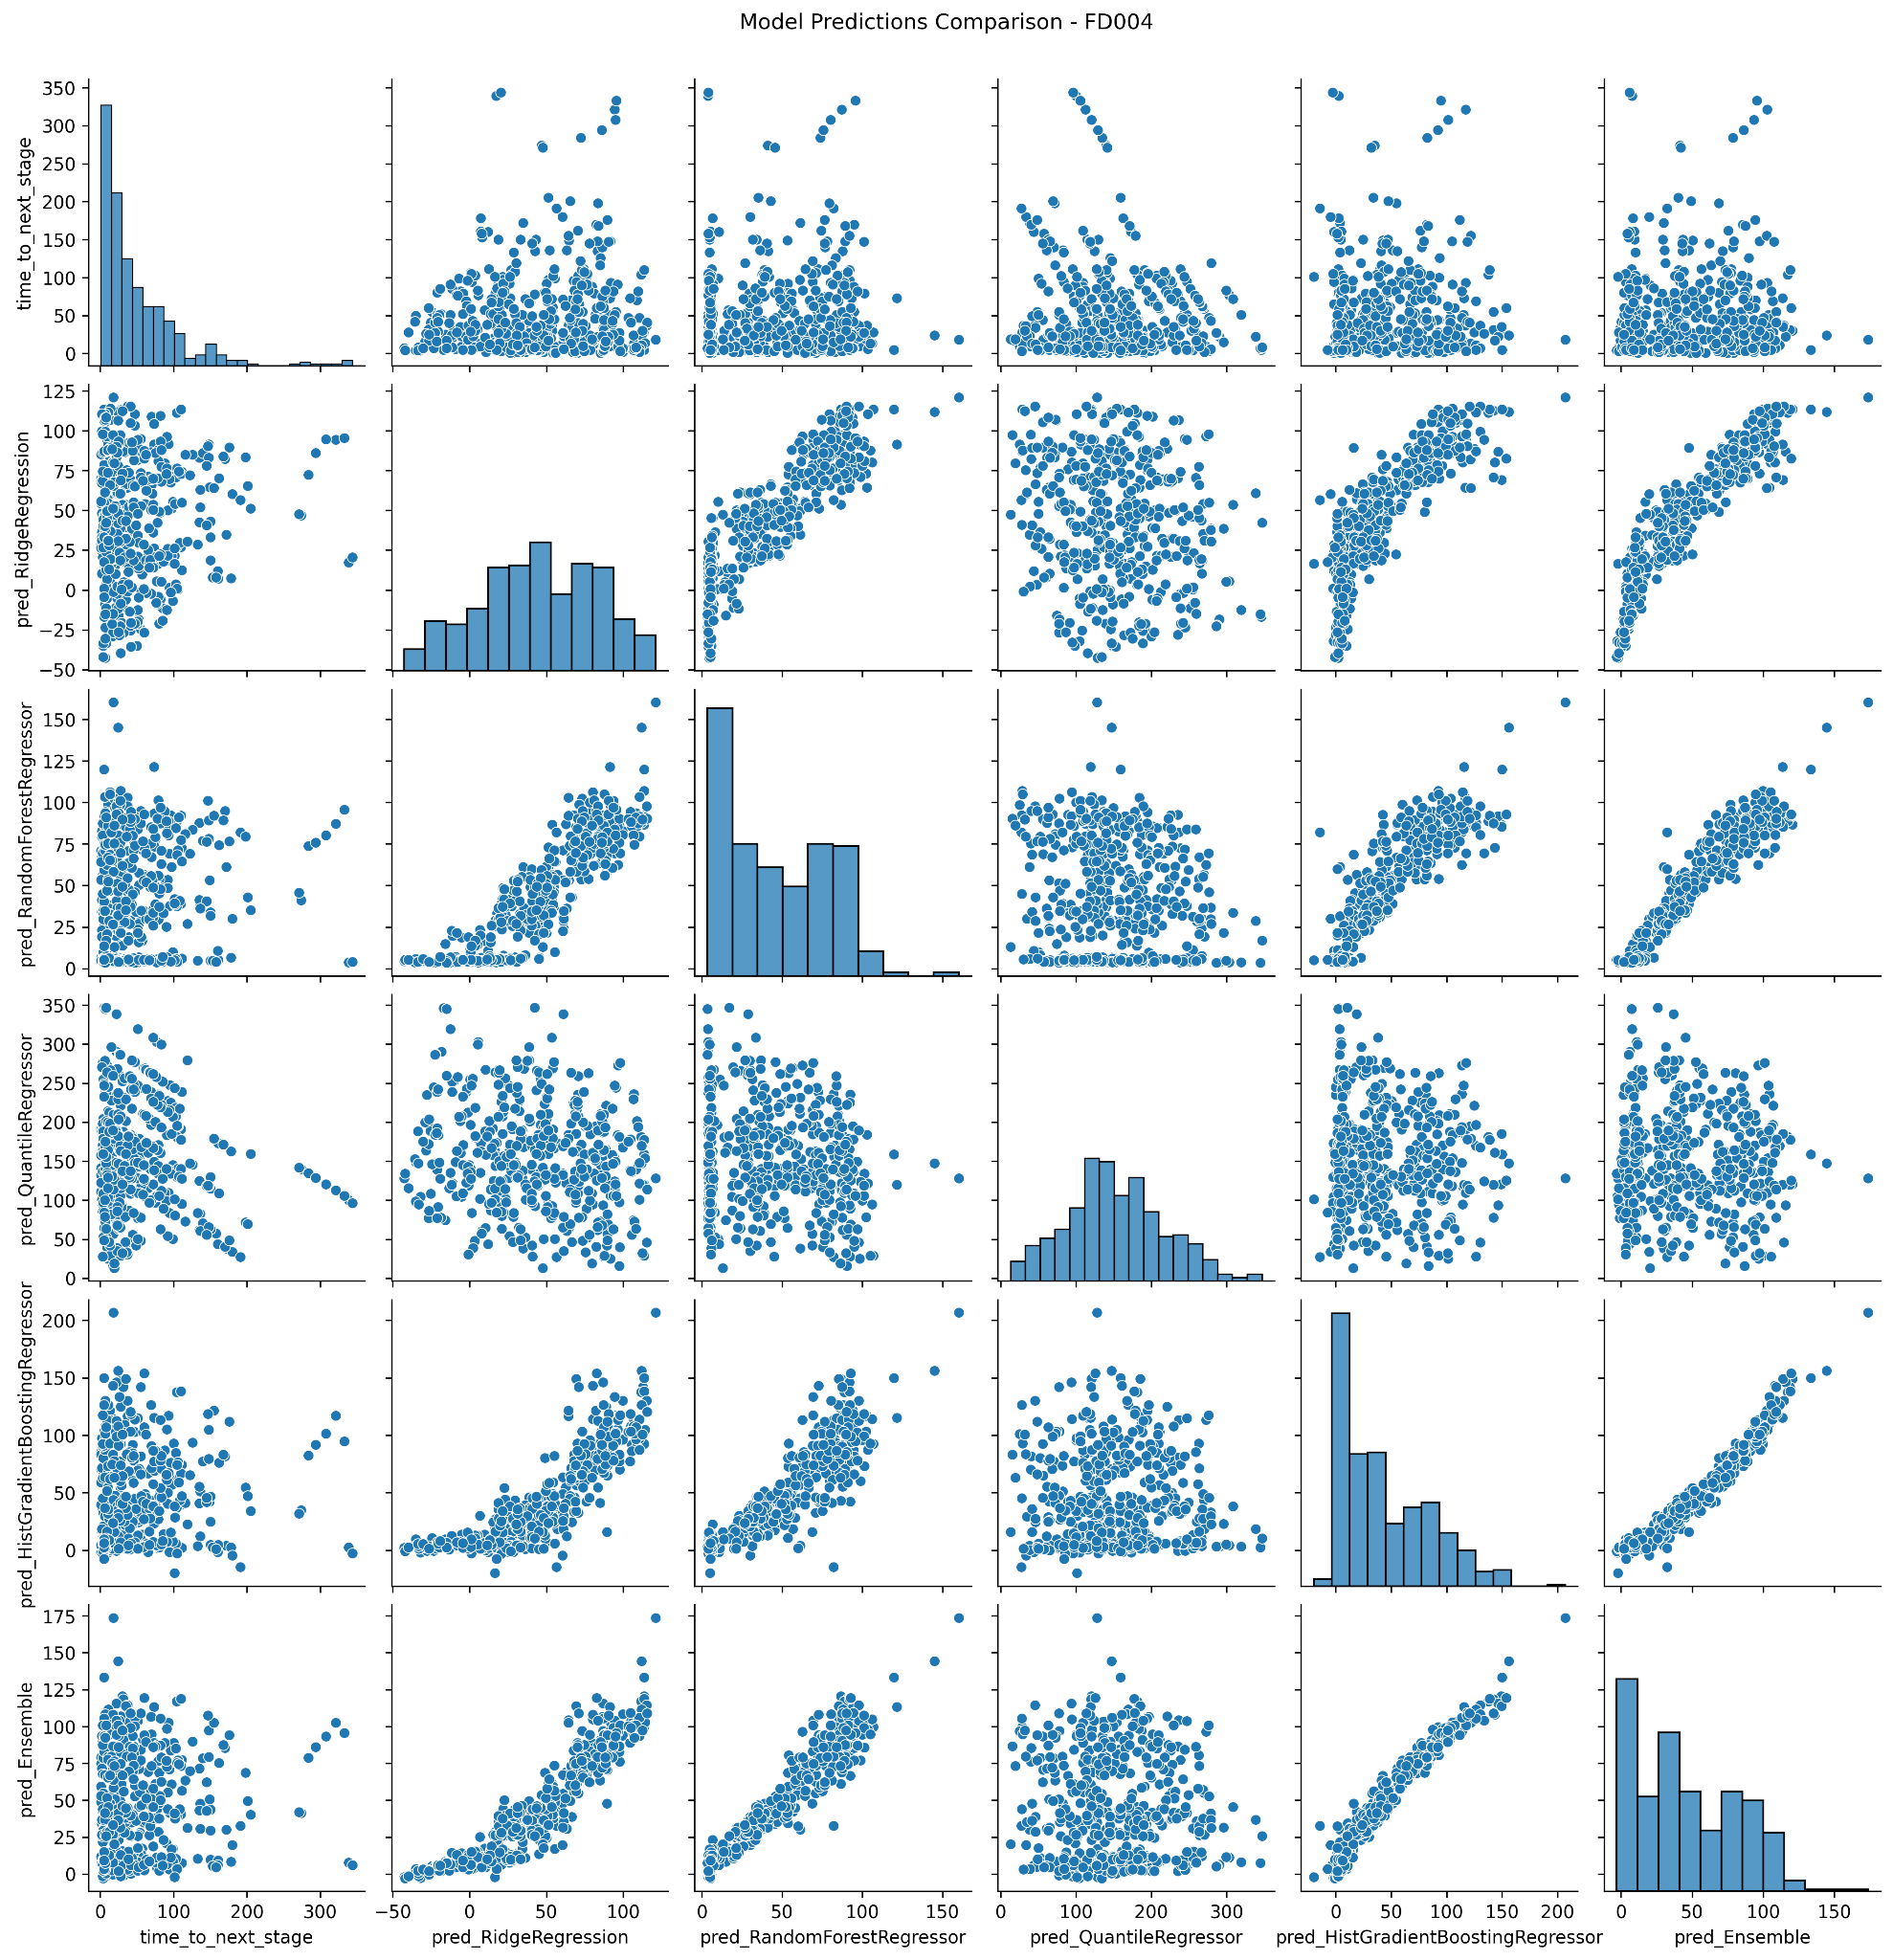 Model Predictions Comparison - FD004
time_to_next_stage
350
300
250
200
150
100
50
0
pred_RidgeRegression
125
100
75
50
25
0
−25
−50
pred_RandomForestRegressor
150
125
100
75
50
25
0
pred_QuantileRegressor
350
300
250
200
150
100
50
0
pred_HistGradientBoostingRegressor
200
150
100
50
0
pred_Ensemble
175
150
125
100
75
50
25
0
0 100 200 300
−50 0 50 100
0 50 100 150
0 100 200 300
0 50 100 150 200
0 50 100 150
time_to_next_stage
pred_RidgeRegression
pred_RandomForestRegressor
pred_QuantileRegressor
pred_HistGradientBoostingRegressor
pred_Ensemble